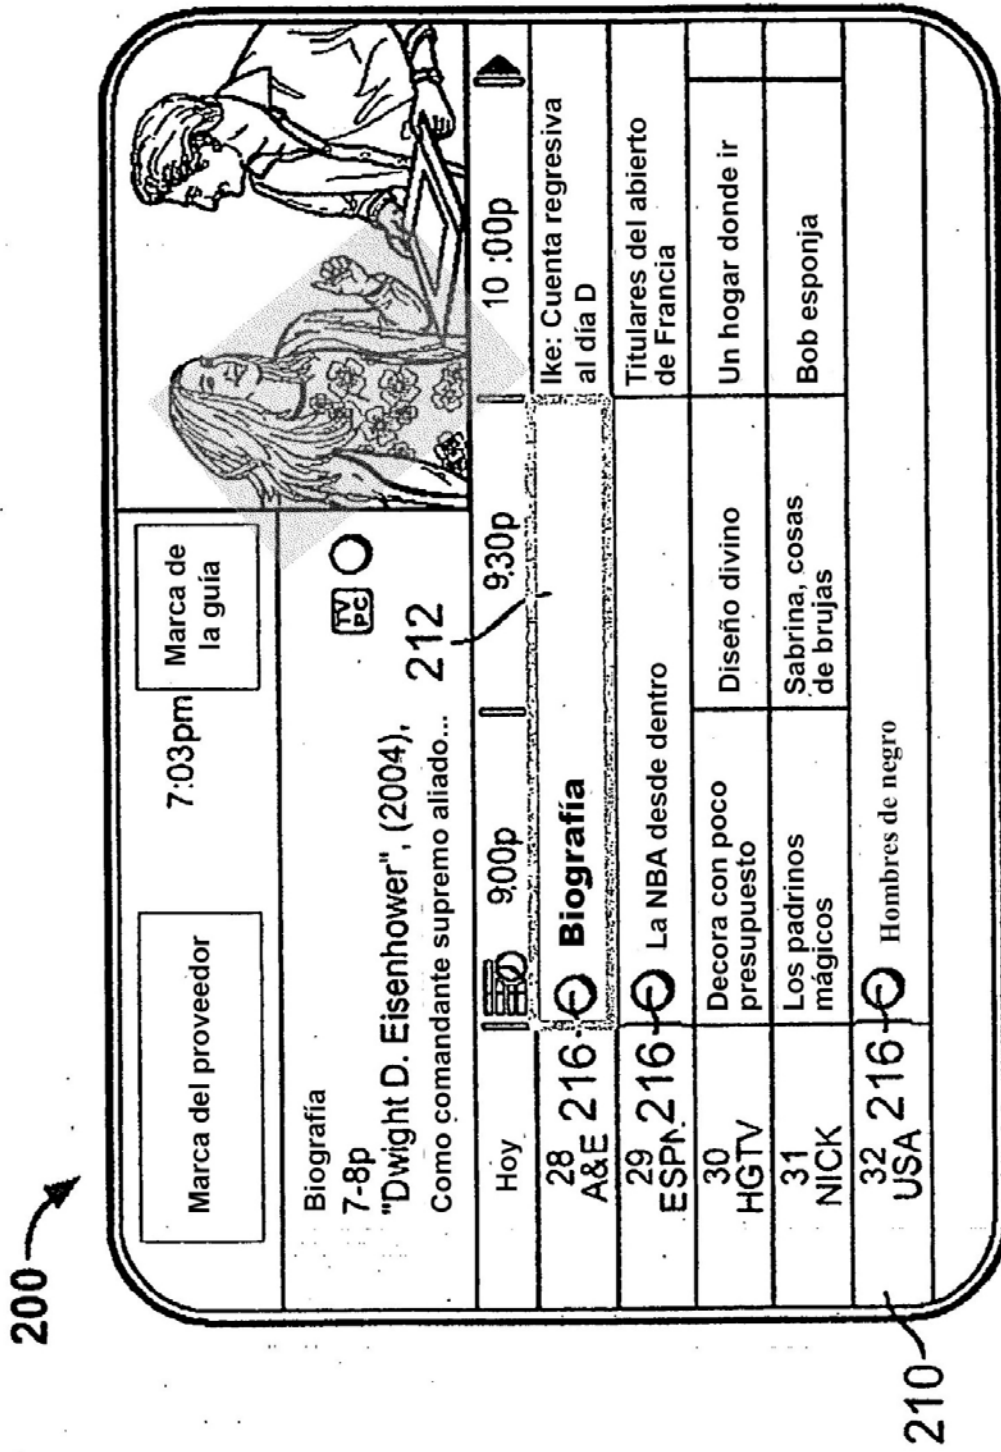 200
Marca del proveedor
7:03pm
Marca de
la guía
Biografía
7-8p
"Dwight D. Eisenhower", (2004),
Como comandante supremo aliado...
TV
PG
212
Hoy
9:00p
9:30p
10:00p
28
A&E
216
Biografía
Ike: Cuenta regresiva
al día D
29
ESPN
216
La NBA desde dentro
Titulares del abierto
de Francia
30
HGTV
Decora con poco
presupuesto
Diseño divino
Un hogar donde ir
31
NICK
Los padrinos
mágicos
Sabrina, cosas
de brujas
Bob esponja
32
USA
216
Hombres de negro
210